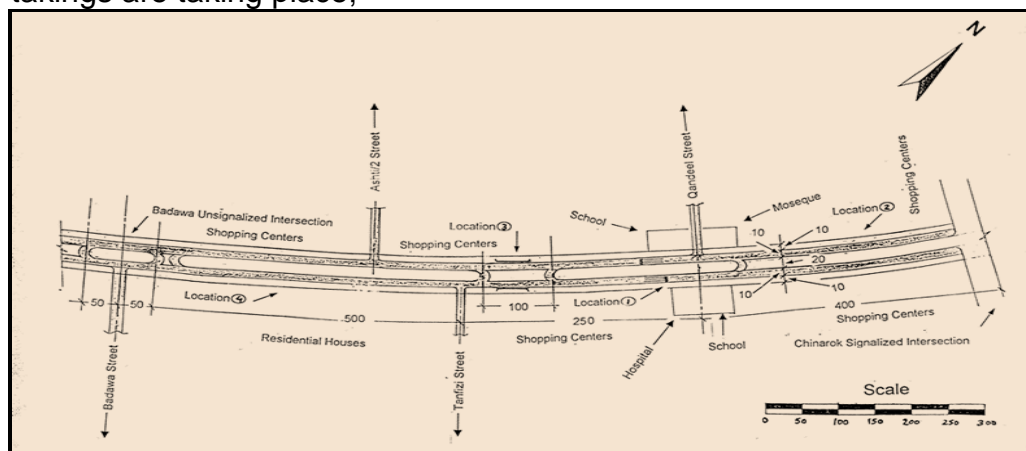 takings are taking place;
N
Ashti/2 Street
Qandeel Street
Shopping Centers
Badawa Unsignalized Intersection
Shopping Centers
Location ③
Shopping Centers
School
Moseque
Location ②
10
10
20
10
10
50
50
Location ④
500
100
Location ①
250
400
Residential Houses
Shopping Centers
Hospital
School
Shopping Centers
Chinarok Signalized Intersection
Badawa Street
Tanfizi Street
Scale
0 50 100 150 200 250 300